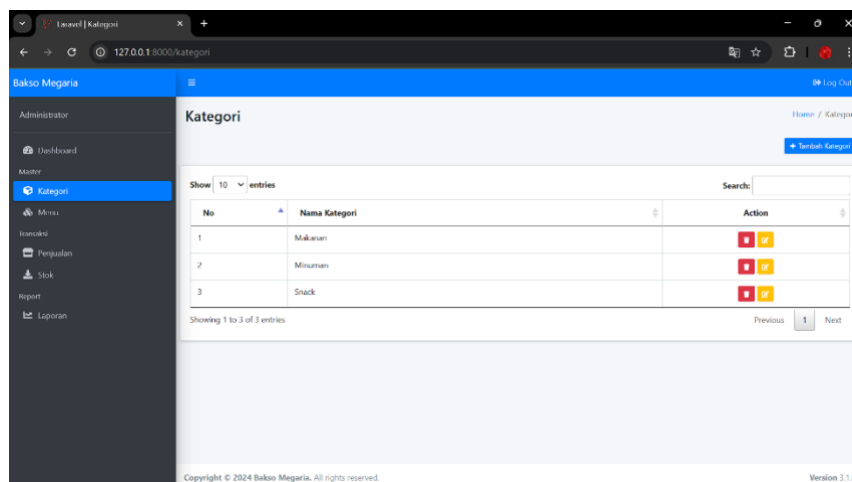 Laravel | Kategori
127.0.0.1:8000/kategori
Bakso Megaria
Log Out
Administrator
Kategori
Home / Kategori
Dashboard
+ Tambah Kategori
Master
Kategori
Show 10 entries
Search:
Menu
No Nama Kategori Action
Transaksi
1 Makanan
Penjualan
2 Minuman
Stok
3 Snack
Report
Laporan
Showing 1 to 3 of 3 entries
Previous 1 Next
Copyright © 2024 Bakso Megaria. All rights reserved.
Version 3.1.